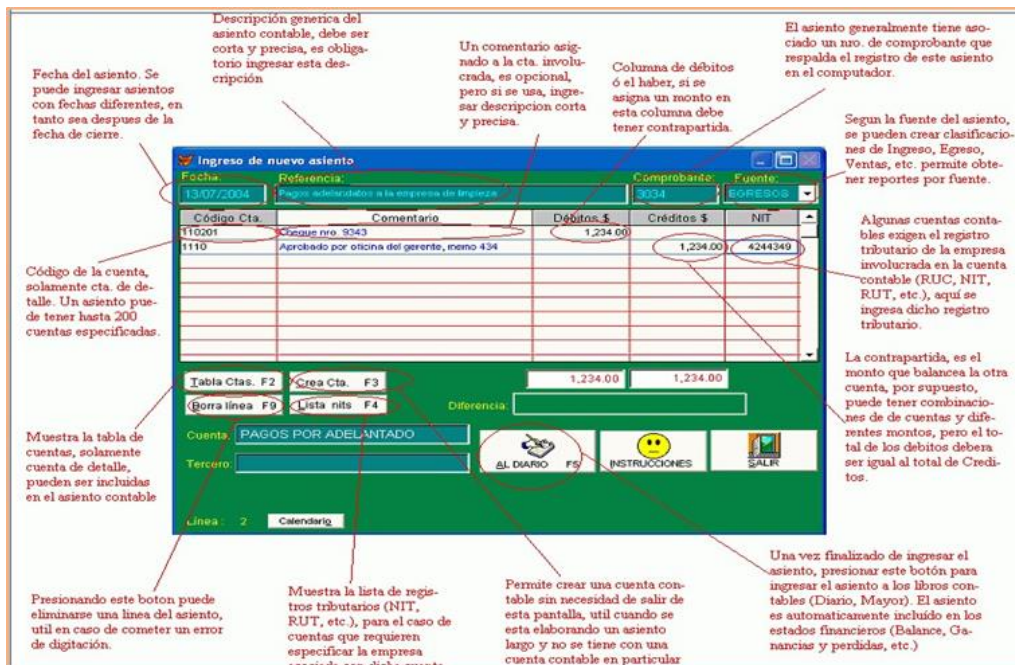 Descripción generica del
asiento contable, debe ser
corta y precisa, es obliga-
torio ingresar esta des-
cripción
Un comentario asig-
nado a la cta. involu-
crada, es opcional,
pero si se usa, ingre-
sar descripcion corta
y precisa.
Columna de débitos
ó el haber, si se
asigna un monto en
esta columna debe
tener contrapartida.
El asiento generalmente tiene aso-
ciado un nro. de comprobante que
respalda el registro de este asiento
en el computador.
Fecha del asiento. Se
puede ingresar asientos
con fechas diferentes, en
tanto sea despues de la
fecha de cierre.
Segun la fuente del asiento,
se pueden crear clasificacio-
nes de Ingreso, Egreso,
Ventas, etc. permite obte-
ner reportes por fuente.
Ingreso de nuevo asiento
Fecha: Referencia: Comprobante: Fuente:
13/07/2004 Pagos adelandatos a la empresa de limpieza 3034 EGRESOS
Código Cta. Comentario Débitos $ Créditos $ NIT
110201 Cheque nro. 9343 1,234.00
1110 Aprobado por oficina del gerente, memo 434 1,234.00 4244349
Código de la cuenta,
solamente cta. de de-
talle. Un asiento pue-
de tener hasta 200
cuentas especificadas.
Algunas cuentas conta-
bles exigen el registro
tributario de la empresa
involucrada en la cuenta
contable (RUC, NIT,
RUT, etc.), aquí se
ingresa dicho registro
tributario.
La contrapartida, es el
monto que balancea la otra
cuenta, por supuesto,
puede tener combinacio-
nes de de cuentas y dife-
rentes montos, pero el to-
tal de los debitos debera
ser igual al total de Credi-
tos.
Tabla Ctas. F2 Crea Cta. F3 1,234.00 1,234.00
Borra línea F9 Lista nits F4 Diferencia:
Cuenta: PAGOS POR ADELANTADO
Tercero:
AL DIARIO F5 INSTRUCCIONES SALIR
Línea : 2 Calendario
Muestra la tabla de
cuentas, solamente
cuenta de detalle,
pueden ser incluidas
en el asiento contable
Presionando este boton puede
eliminarse una linea del asiento,
util en caso de cometer un error
de digitación.
Muestra la lista de regis-
tros tributarios (NIT,
RUT, etc.), para el caso de
cuentas que requieren
especificar la empresa
Permite crear una cuenta con-
table sin necesidad de salir de
esta pantalla, util cuando se
esta elaborando un asiento
largo y no se tiene con una
cuenta contable en particular
Una vez finalizado de ingresar el
asiento, presionar este botón para
ingresar el asiento a los libros con-
tables (Diario, Mayor). El asiento
es automaticamente incluído en los
estados financieros (Balance, Ga-
nancias y perdidas, etc.)